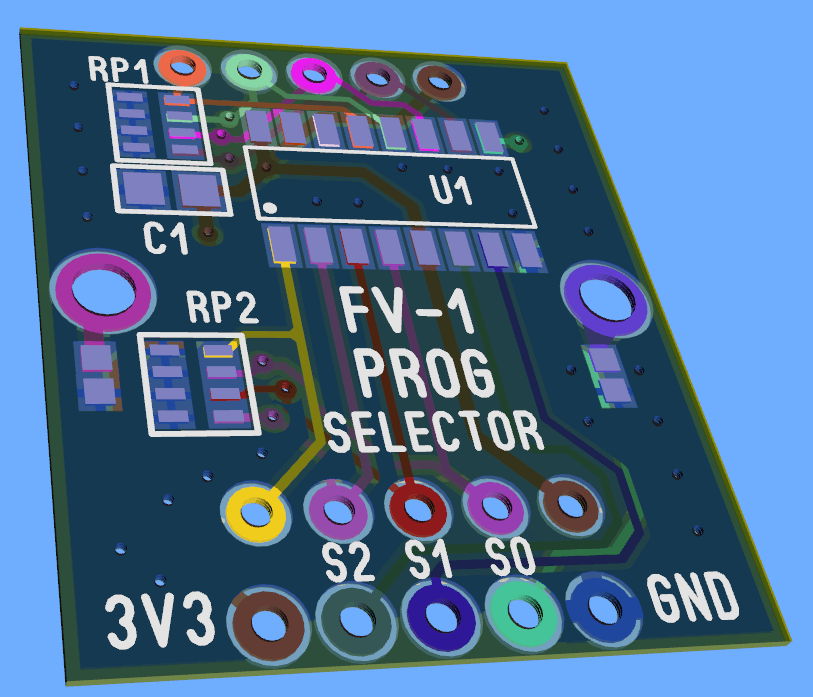 RP1
U1
C1
RP2
FV-1
PROG
SELECTOR
S2 S1 S0
3V3 GND